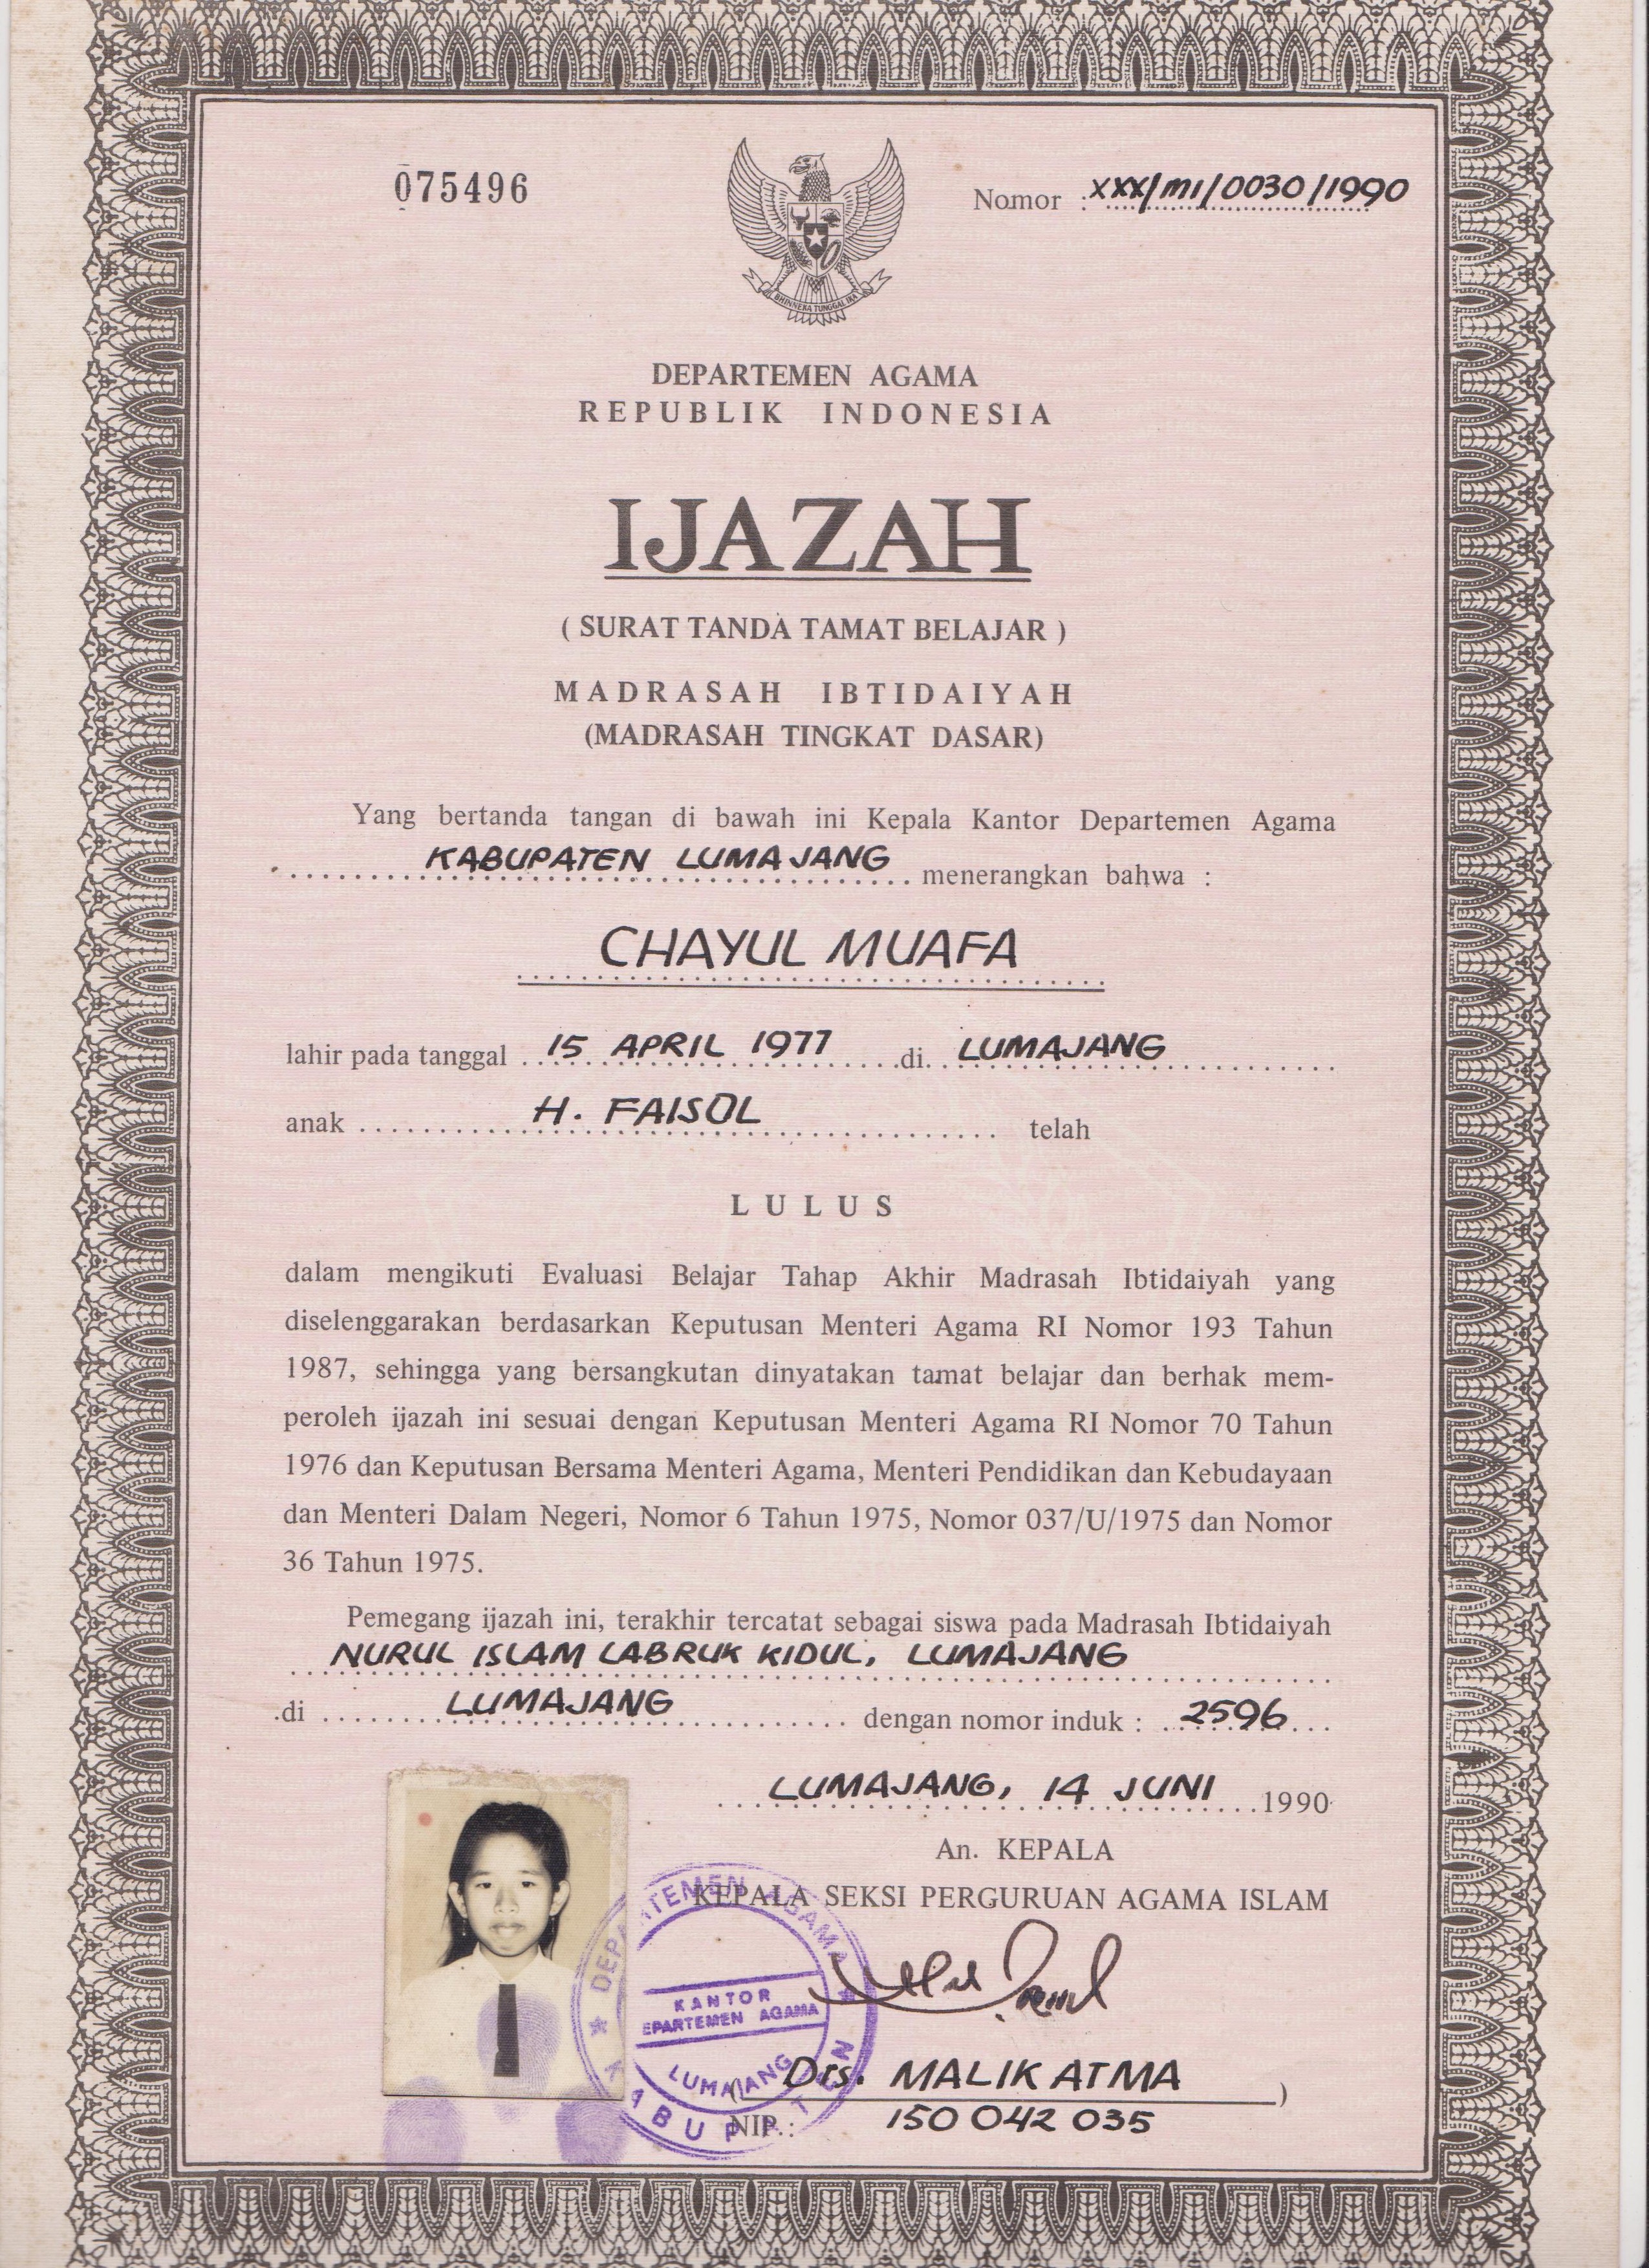 075496
Nomor : xxx/MI/0030/1990
BHINNEKA TUNGGAL IKA
DEPARTEMEN AGAMA
REPUBLIK INDONESIA
IJAZAH
( SURAT TANDA TAMAT BELAJAR )
MADRASAH IBTIDAIYAH
(MADRASAH TINGKAT DASAR)
Yang bertanda tangan di bawah ini Kepala Kantor Departemen Agama
KABUPATEN LUMAJANG menerangkan bahwa :
CHAYUL MUAFA
lahir pada tanggal 15 APRIL 1977 di LUMAJANG
anak H. FAISOL telah
LULUS
dalam mengikuti Evaluasi Belajar Tahap Akhir Madrasah Ibtidaiyah yang
diselenggarakan berdasarkan Keputusan Menteri Agama RI Nomor 193 Tahun
1987, sehingga yang bersangkutan dinyatakan tamat belajar dan berhak mem-
peroleh ijazah ini sesuai dengan Keputusan Menteri Agama RI Nomor 70 Tahun
1976 dan Keputusan Bersama Menteri Agama, Menteri Pendidikan dan Kebudayaan
dan Menteri Dalam Negeri, Nomor 6 Tahun 1975, Nomor 037/U/1975 dan Nomor
36 Tahun 1975.
Pemegang ijazah ini, terakhir tercatat sebagai siswa pada Madrasah Ibtidaiyah
NURUL ISLAM LABRUK KIDUL, LUMAJANG
di LUMAJANG dengan nomor induk : 2596
LUMAJANG, 14 JUNI 1990
An. KEPALA
KEPALA SEKSI PERGURUAN AGAMA ISLAM
DEPARTEMEN AGAMA
KANTOR
EPARTEMEN AGAMA
LUMAJANG
KABUPATEN
( Drs. MALIK ATMA )
NIP.: 150 042 035